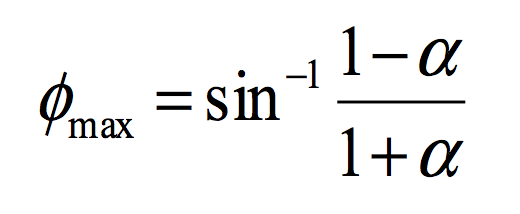 ϕmax = sin⁻¹ (1−α)/(1+α)